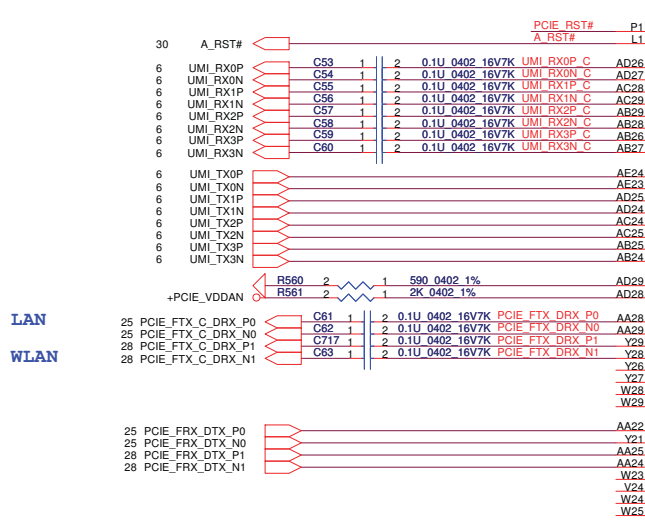 PCIE_RST# P1
30 A_RST# A_RST# L1
6 UMI_RX0P C53 1 2 0.1U_0402_16V7K UMI_RX0P_C AD26
6 UMI_RX0N C54 1 2 0.1U_0402_16V7K UMI_RX0N_C AD27
6 UMI_RX1P C55 1 2 0.1U_0402_16V7K UMI_RX1P_C AC28
6 UMI_RX1N C56 1 2 0.1U_0402_16V7K UMI_RX1N_C AC29
6 UMI_RX2P C57 1 2 0.1U_0402_16V7K UMI_RX2P_C AB29
6 UMI_RX2N C58 1 2 0.1U_0402_16V7K UMI_RX2N_C AB28
6 UMI_RX3P C59 1 2 0.1U_0402_16V7K UMI_RX3P_C AB26
6 UMI_RX3N C60 1 2 0.1U_0402_16V7K UMI_RX3N_C AB27
6 UMI_TX0P AE24
6 UMI_TX0N AE23
6 UMI_TX1P AD25
6 UMI_TX1N AD24
6 UMI_TX2P AC24
6 UMI_TX2N AC25
6 UMI_TX3P AB25
6 UMI_TX3N AB24
R560 2 1 590_0402_1% AD29
+PCIE_VDDAN R561 2 1 2K_0402_1% AD28
LAN 25 PCIE_FTX_C_DRX_P0 C61 1 2 0.1U_0402_16V7K PCIE_FTX_DRX_P0 AA28
25 PCIE_FTX_C_DRX_N0 C62 1 2 0.1U_0402_16V7K PCIE_FTX_DRX_N0 AA29
28 PCIE_FTX_C_DRX_P1 C717 1 2 0.1U_0402_16V7K PCIE_FTX_DRX_P1 Y29
WLAN 28 PCIE_FTX_C_DRX_N1 C63 1 2 0.1U_0402_16V7K PCIE_FTX_DRX_N1 Y28
Y26
Y27
W28
W29
25 PCIE_FRX_DTX_P0 AA22
25 PCIE_FRX_DTX_N0 Y21
28 PCIE_FRX_DTX_P1 AA25
28 PCIE_FRX_DTX_N1 AA24
W23
V24
W24
W25